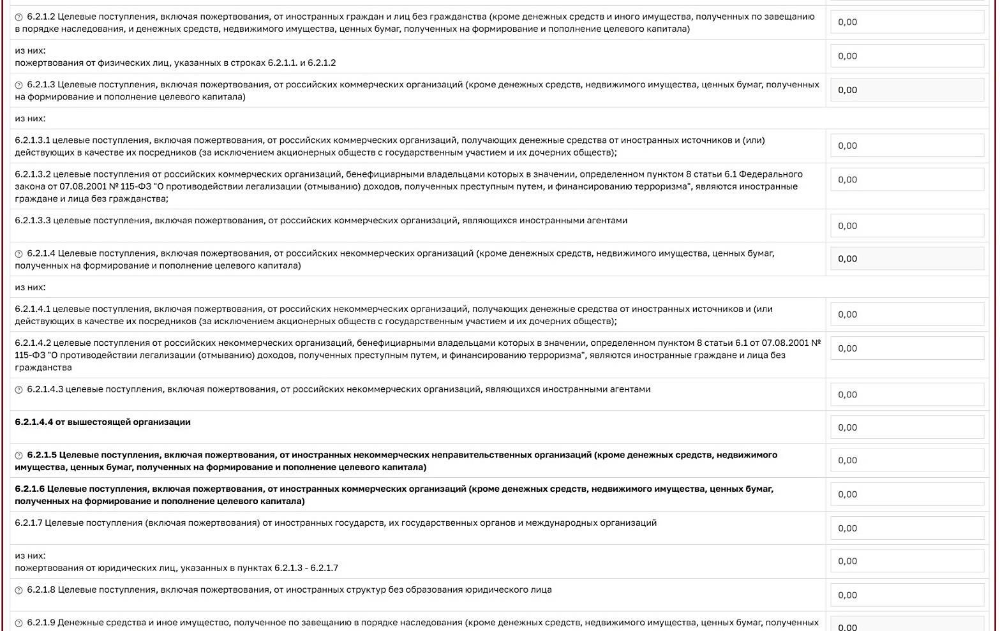 6.2.1.2 Целевые поступления, включая пожертвования, от иностранных граждан и лиц без гражданства (кроме денежных средств и иного имущества, полученных по завещанию
в порядке наследования, и денежных средств, недвижимого имущества, ценных бумаг, полученных на формирование и пополнение целевого капитала)
0,00
из них:
пожертвования от физических лиц, указанных в строках 6.2.1.1. и 6.2.1.2
0,00
6.2.1.3 Целевые поступления, включая пожертвования, от российских коммерческих организаций (кроме денежных средств, недвижимого имущества, ценных бумаг, полученных
на формирование и пополнение целевого капитала)
0,00
из них:
6.2.1.3.1 целевые поступления, включая пожертвования, от российских коммерческих организаций, получающих денежные средства от иностранных источников и (или)
действующих в качестве их посредников (за исключением акционерных обществ с государственным участием и их дочерних обществ);
0,00
6.2.1.3.2 целевые поступления от российских коммерческих организаций, бенефициарными владельцами которых в значении, определенном пунктом 8 статьи 6.1 Федерального
закона от 07.08.2001 № 115-ФЗ "О противодействии легализации (отмыванию) доходов, полученных преступным путем, и финансированию терроризма", являются иностранные
граждане и лица без гражданства;
0,00
6.2.1.3.3 целевые поступления, включая пожертвования, от российских коммерческих организаций, являющихся иностранными агентами
0,00
6.2.1.4 Целевые поступления, включая пожертвования, от российских некоммерческих организаций (кроме денежных средств, недвижимого имущества, ценных бумаг,
полученных на формирование и пополнение целевого капитала)
0,00
из них:
6.2.1.4.1 целевые поступления, включая пожертвования, от российских некоммерческих организаций, получающих денежные средства от иностранных источников и (или
действующих в качестве их посредников (за исключением акционерных обществ с государственным участием и их дочерних обществ);
0,00
6.2.1.4.2 целевые поступления от российских некоммерческих организаций, бенефициарными владельцами которых в значении, определенном пунктом 8 статьи 6.1 от 07.08.2001 №
115-ФЗ "О противодействии легализации (отмыванию) доходов, полученных преступным путем, и финансированию терроризма", являются иностранные граждане и лица без
гражданства
0,00
6.2.1.4.3 целевые поступления, включая пожертвования, от российских некоммерческих организаций, являющихся иностранными агентами
0,00
6.2.1.4.4 от вышестоящей организации
0,00
6.2.1.5 Целевые поступления, включая пожертвования, от иностранных некоммерческих неправительственных организаций (кроме денежных средств, недвижимого
имущества, ценных бумаг, полученных на формирование и пополнение целевого капитала)
0,00
6.2.1.6 Целевые поступления, включая пожертвования, от иностранных коммерческих организаций (кроме денежных средств, недвижимого имущества, ценных бумаг,
полученных на формирование и пополнение целевого капитала)
0,00
6.2.1.7 Целевые поступления (включая пожертвования) от иностранных государств, их государственных органов и международных организаций
0,00
из них:
пожертвования от юридических лиц, указанных в пунктах 6.2.1.3 - 6.2.1.7
0,00
6.2.1.8 Целевые поступления, включая пожертвования, от иностранных структур без образования юридического лица
0,00
6.2.1.9 Денежные средства и иное имущество, полученное по завещанию в порядке наследования (кроме денежных средств, недвижимого имущества, ценных бумаг, полученных
0,00